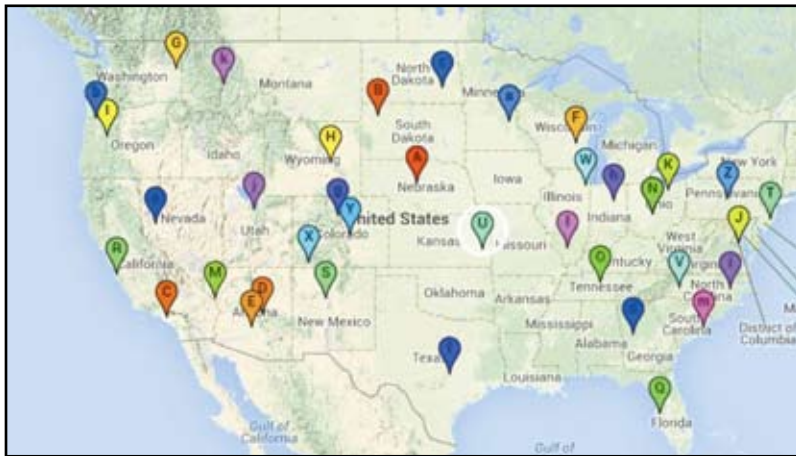 G
Washington
k
Montana
North
Dakota
Minnesota
B
I
Oregon
Idaho
Wyoming
H
South
Dakota
Wisconsin
F
Michigan
New York
A
Nebraska
Iowa
W
K
Z
Pennsylvania
T
N
Ohio
Illinois
Indiana
j
Nevada
Utah
Y
Colorado
United States
U
Kansas
Missouri
J
West
Virginia
R
California
X
M
S
O
Kentucky
V
Virginia
Tennessee
North
Carolina
C
D
E
Arizona
New Mexico
Oklahoma
Arkansas
m
South
Carolina
District of
Columbia
Mississippi
Alabama
Georgia
Texas
Louisiana
Q
Florida
Gulf of
California
Gulf of